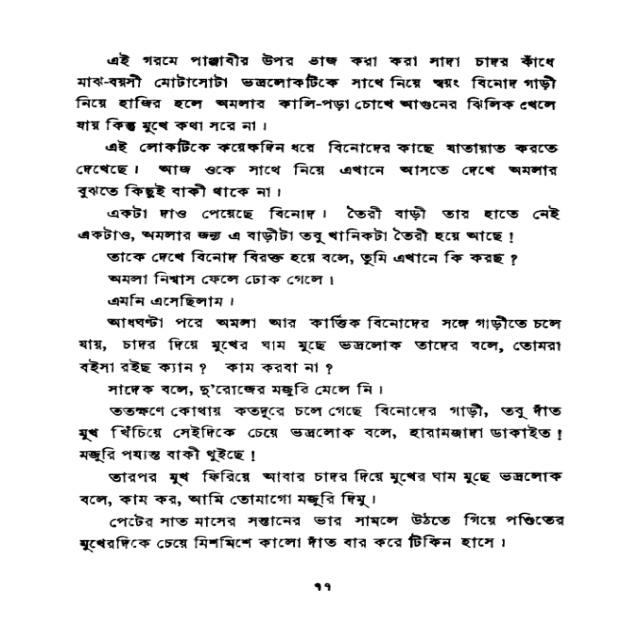 এই গরমে পাঞ্জাবীর উপর ভাজ করা করা সাদা চাদর কাঁধে
মাঝ-বয়সী মোটাসোটা ভদ্রলোকটিকে সাথে নিয়ে স্বয়ং বিনোদ গাড়ী
নিয়ে হাজির হলে অমলার কালি-পড়া চোখে আগুনের ঝিলিক খেলে
যায় কিন্তু মুখে কথা সরে না।
এই লোকটিকে কয়েকদিন ধরে বিনোদের কাছে যাতায়াত করতে
দেখেছে। আজ ওকে সাথে নিয়ে এখানে আসতে দেখে অমলার
বুঝতে কিছুই বাকী থাকে না।
একটা দাও পেয়েছে বিনোদ। তৈরী বাড়ী তার হাতে নেই
একটাও, অমলার জন্য এ বাড়ীটা তবু খানিকটা তৈরী হয়ে আছে!
তাকে দেখে বিনোদ বিরক্ত হয়ে বলে, তুমি এখানে কি করছ?
অমলা নিশ্বাস ফেলে ঢোক গেলে।
এমনি এসেছিলাম।
আধঘণ্টা পরে অমলা আর কার্ত্তিক বিনোদের সঙ্গে গাড়ীতে চলে
যায়, চাদর দিয়ে মুখের ঘাম মুছে ভদ্রলোক তাদের বলে, তোমরা
বইসা রইছ ক্যান? কাম করবা না?
সাদেক বলে, দু'রোজের মজুরি মেলে নি।
ততক্ষণে কোথায় কতদূরে চলে গেছে বিনোদের গাড়ী, তবু দাঁত
মুখ খিঁচিয়ে সেইদিকে চেয়ে ভদ্রলোক বলে, হারামজাদা ডাকাইত!
মজুরি পয্যন্ত বাকী থুইছে!
তারপর মুখ ফিরিয়ে আবার চাদর দিয়ে মুখের ঘাম মুছে ভদ্রলোক
বলে, কাম কর, আমি তোমাগো মজুরি দিমু।
পেটের সাত মাসের সন্তানের ভার সামলে উঠতে গিয়ে পণ্ডিতের
মুখেরদিকে চেয়ে মিশমিশে কালো দাঁত বার করে টিকিন হাসে।
৭৭